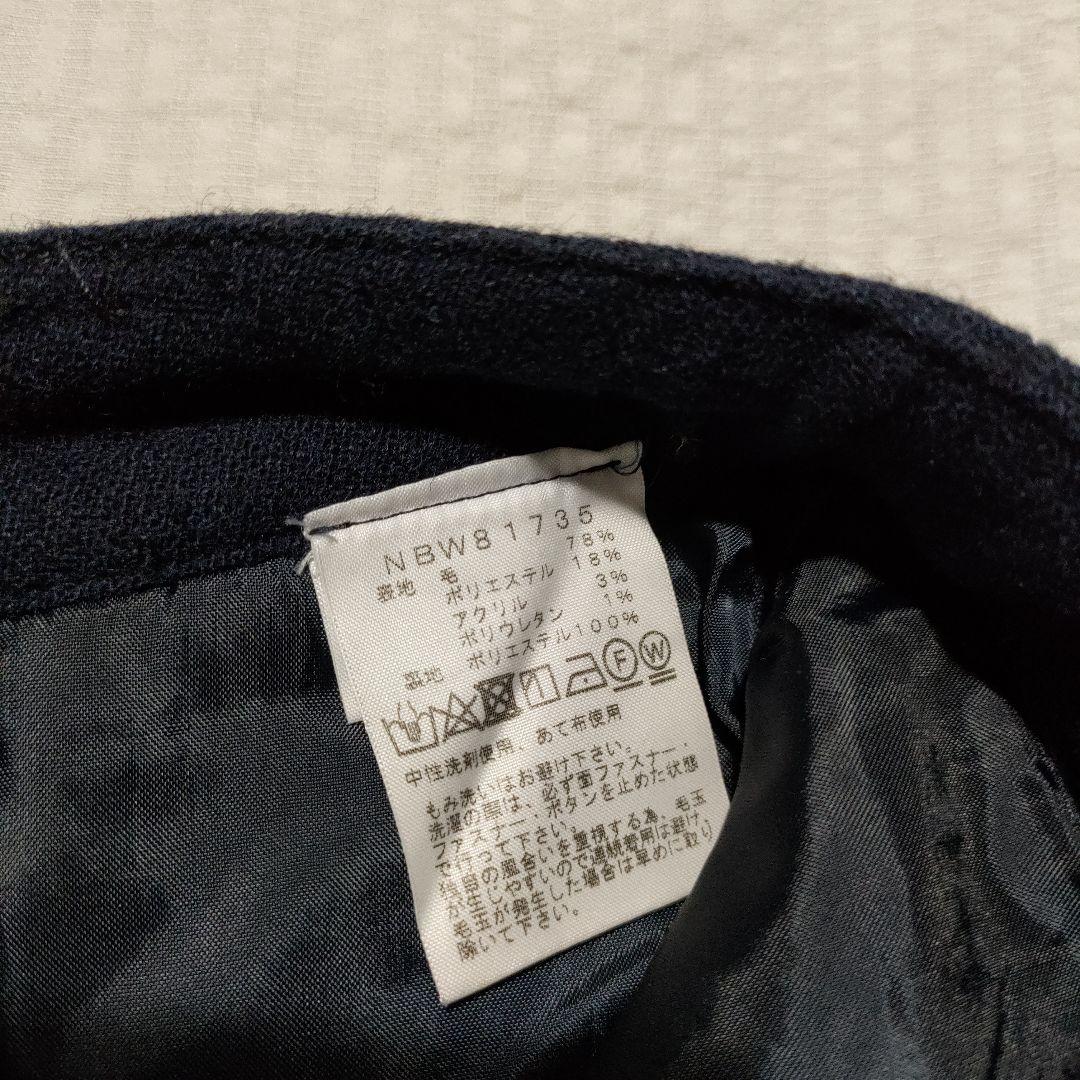 NBW81735
表地 毛 78%
ポリエステル 18%
アクリル 3%
ポリウレタン 1%
裏地 ポリエステル100%
F W
中性洗剤使用、あて布使用
もみ洗いはお避け下さい。
洗濯の際は、必ず面ファスナー、
ファスナー、ボタンを止めた状態
で行って下さい。
生地の風合いを重視する為、毛玉
が生じやすいので連続着用は避け、
毛玉が発生した場合は早めに取り
除いて下さい。